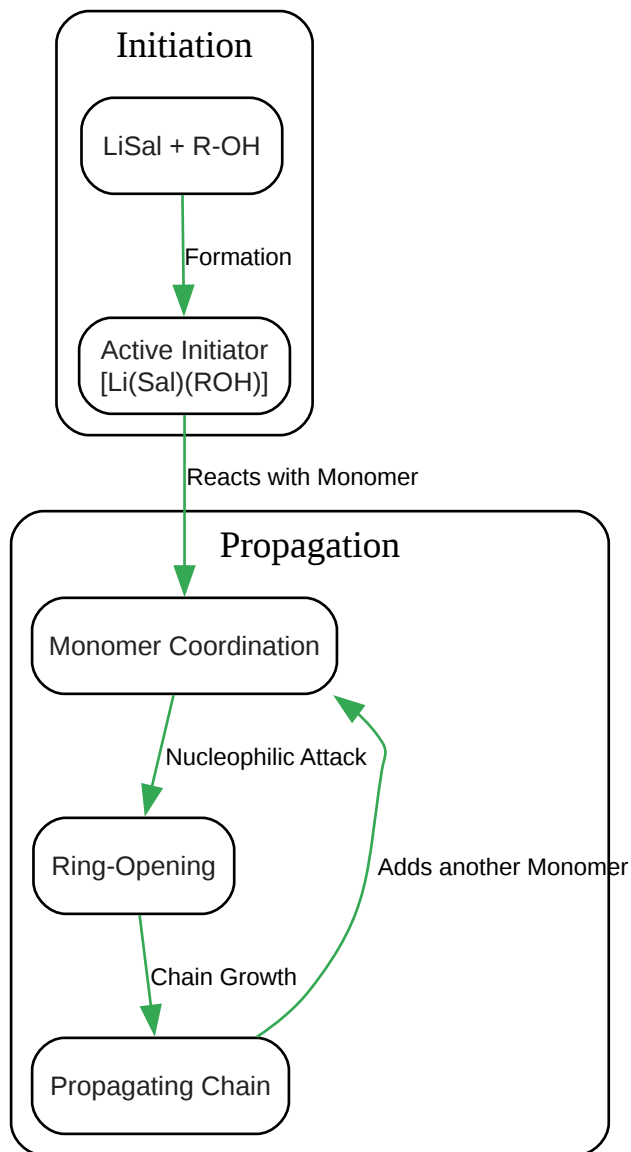 Initiation
LiSal + R-OH
Formation
Active Initiator
[Li(Sal)(ROH)]
Reacts with Monomer
Propagation
Monomer Coordination
Nucleophilic Attack
Ring-Opening
Adds another Monomer
Chain Growth
Propagating Chain